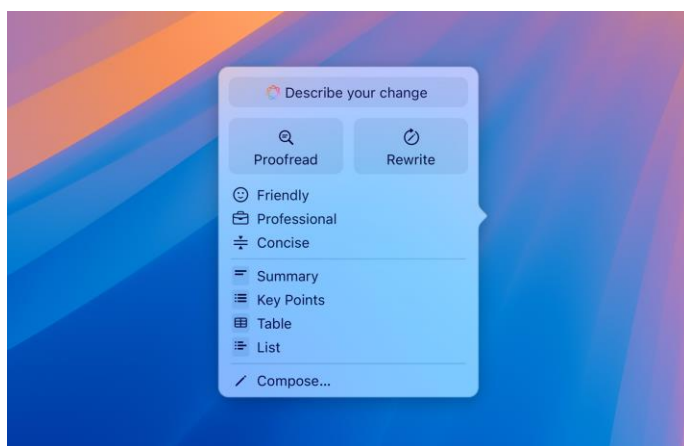 Describe your change
Proofread
Rewrite
Friendly
Professional
Concise
Summary
Key Points
Table
List
Compose...